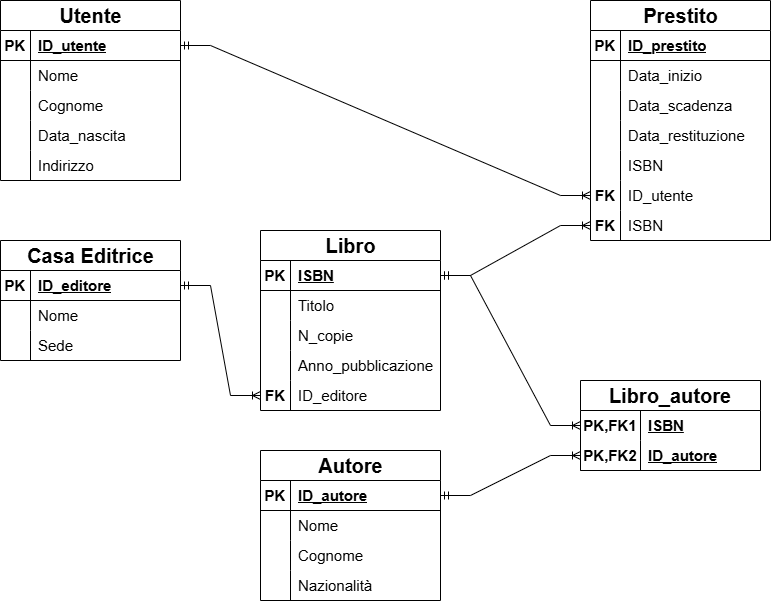 Utente
PK ID_utente
Nome
Cognome
Data_nascita
Indirizzo
Prestito
PK ID_prestito
Data_inizio
Data_scadenza
Data_restituzione
ISBN
FK ID_utente
FK ISBN
Casa Editrice
PK ID_editore
Nome
Sede
Libro
PK ISBN
Titolo
N_copie
Anno_pubblicazione
FK ID_editore
Libro_autore
PK,FK1 ISBN
PK,FK2 ID_autore
Autore
PK ID_autore
Nome
Cognome
Nazionalità